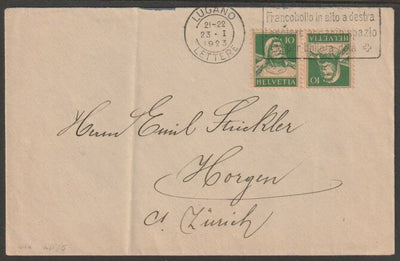 LUGANO
21-22
23 · I
1923
LETTERE
Francobollo in alto a destra
spazio
10
HELVETIA
10
HELVETIA
Herrn Emil Strickler
Horgen
Ct. Zürich